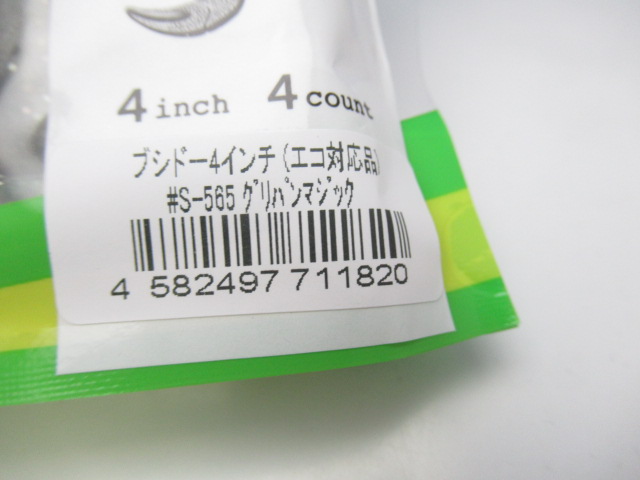 4 inch 4 count
ブシドー4インチ(エコ対応品)
#S-565 グリパンマジック
4 582497 711820